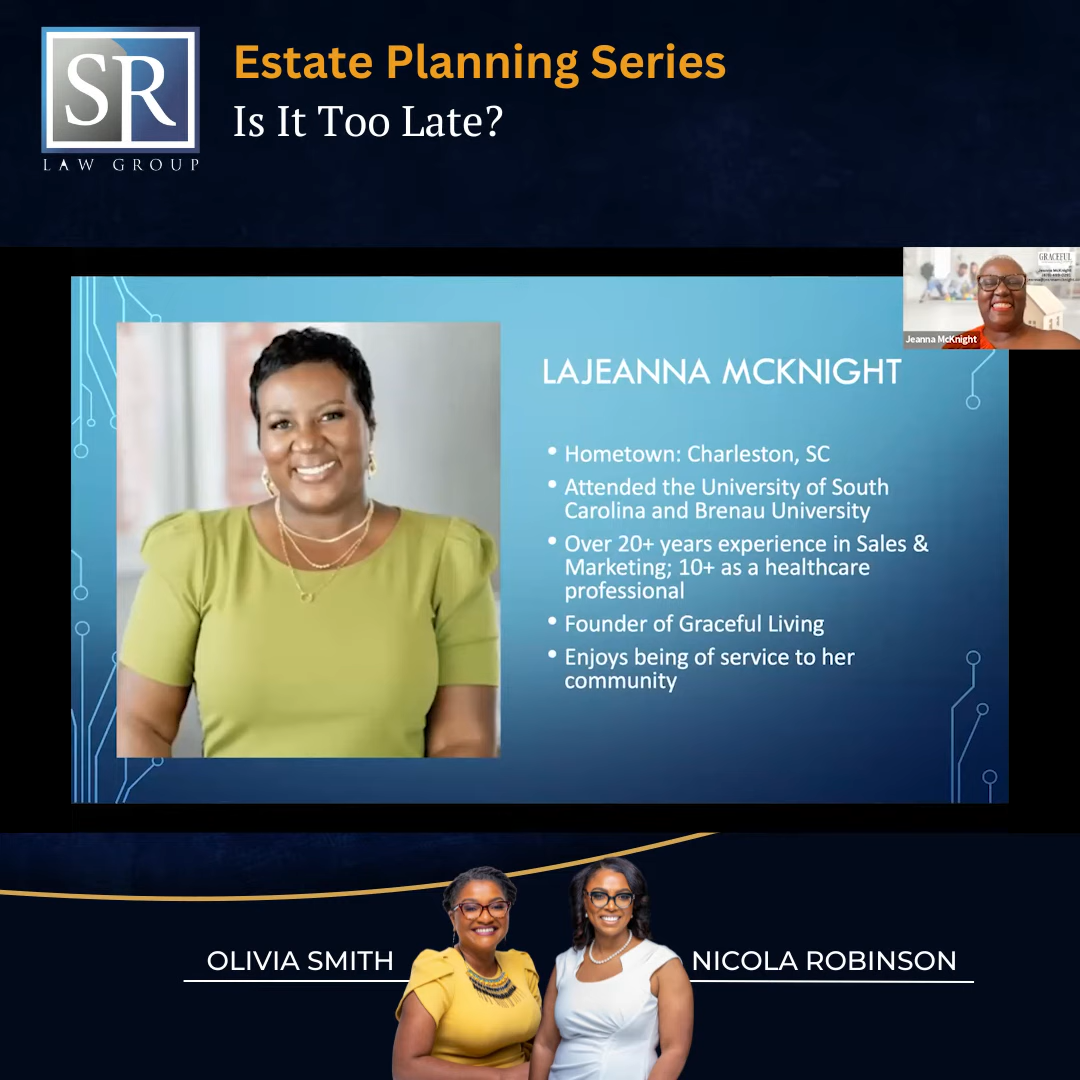 SR
LAW GROUP
Estate Planning Series
Is It Too Late?
GRACEFUL
Jeanna McKnight
LAJEANNA MCKNIGHT
• Hometown: Charleston, SC
• Attended the University of South
Carolina and Brenau University
• Over 20+ years experience in Sales &
Marketing; 10+ as a healthcare
professional
• Founder of Graceful Living
• Enjoys being of service to her
community
OLIVIA SMITH
NICOLA ROBINSON